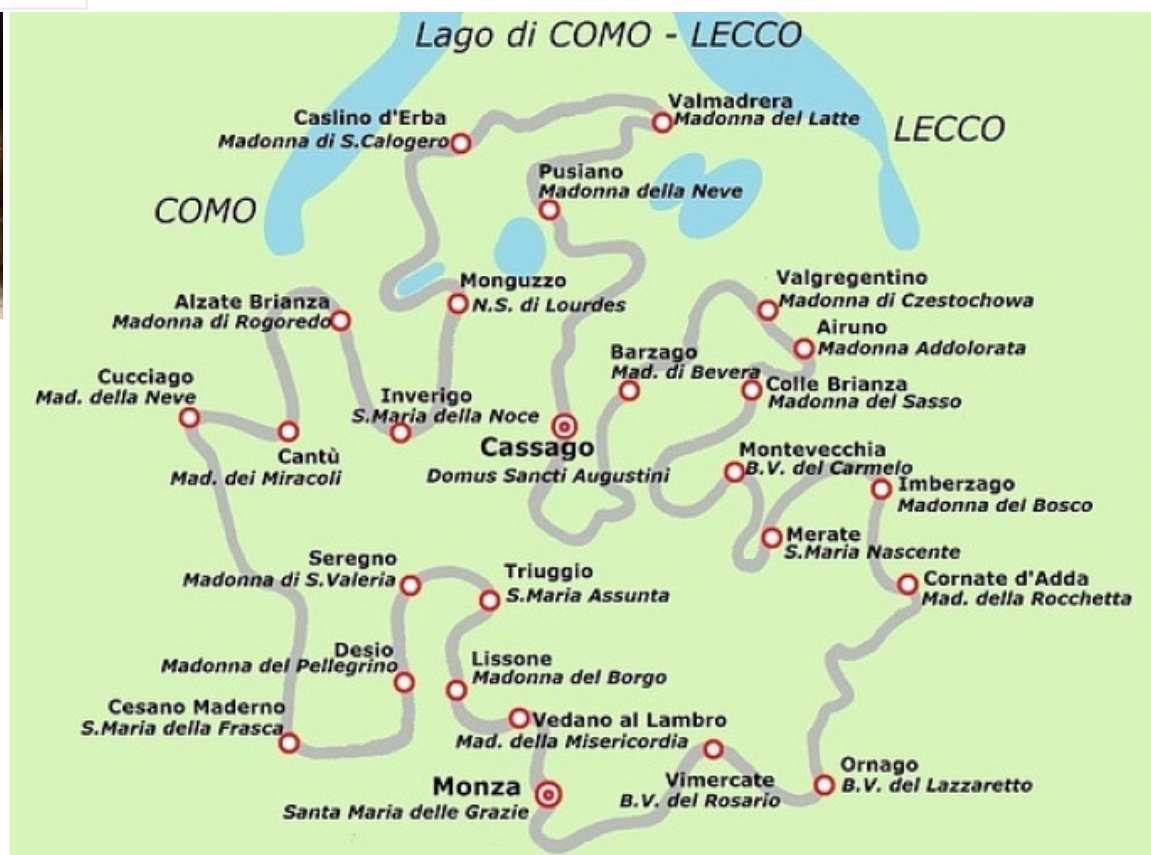 Lago di COMO - LECCO
Valmadrera
Madonna del Latte
Caslino d'Erba
Madonna di S.Calogero
LECCO
Pusiano
Madonna della Neve
COMO
Monguzzo
N.S. di Lourdes
Valgregentino
Madonna di Czestochowa
Alzate Brianza
Madonna di Rogoredo
Airuno
Madonna Addolorata
Barzago
Mad. di Bevera
Cucciago
Mad. della Neve
Colle Brianza
Madonna del Sasso
Inverigo
S.Maria della Noce
Cassago
Domus Sancti Augustini
Cantù
Mad. dei Miracoli
Montevecchia
B.V. del Carmelo
Imberzago
Madonna del Bosco
Merate
S.Maria Nascente
Seregno
Madonna di S.Valeria
Triuggio
S.Maria Assunta
Cornate d'Adda
Mad. della Rocchetta
Desio
Madonna del Pellegrino
Lissone
Madonna del Borgo
Cesano Maderno
S.Maria della Frasca
Vedano al Lambro
Mad. della Misericordia
Monza
Santa Maria delle Grazie
Vimercate
B.V. del Rosario
Ornago
B.V. del Lazzaretto